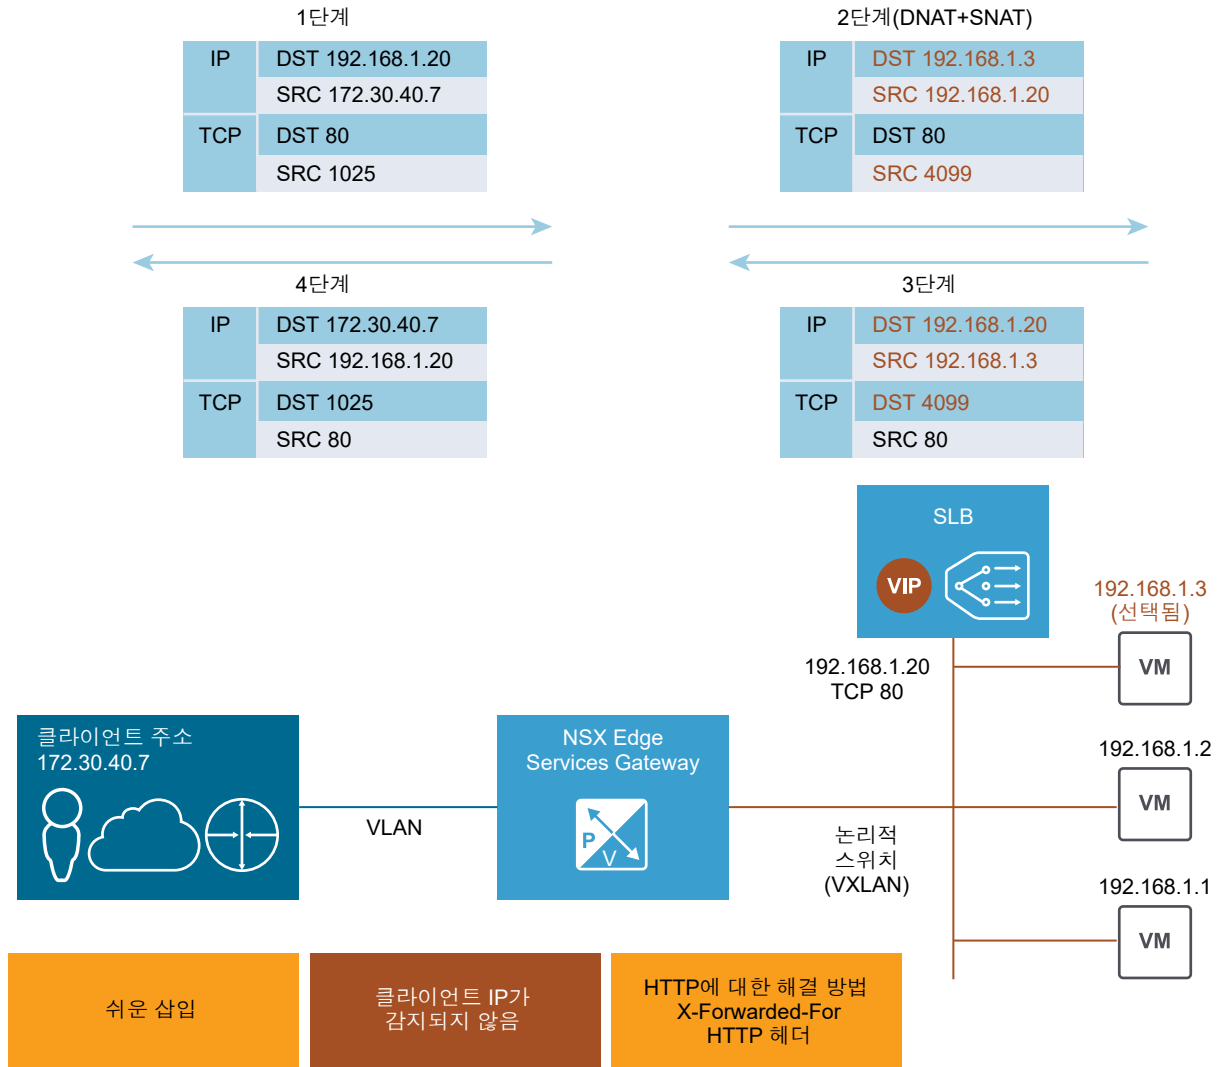 1단계
IP
DST 192.168.1.20
SRC 172.30.40.7
TCP
DST 80
SRC 1025
2단계(DNAT+SNAT)
IP
DST 192.168.1.3
SRC 192.168.1.20
TCP
DST 80
SRC 4099
4단계
IP
DST 172.30.40.7
SRC 192.168.1.20
TCP
DST 1025
SRC 80
3단계
IP
DST 192.168.1.20
SRC 192.168.1.3
TCP
DST 4099
SRC 80
SLB
VIP
192.168.1.3
(선택됨)
VM
192.168.1.20
TCP 80
클라이언트 주소
172.30.40.7
VLAN
NSX Edge
Services Gateway
P
V
192.168.1.2
VM
논리적
스위치
(VXLAN)
192.168.1.1
VM
쉬운 삽입
클라이언트 IP가
감지되지 않음
HTTP에 대한 해결 방법
X-Forwarded-For
HTTP 헤더